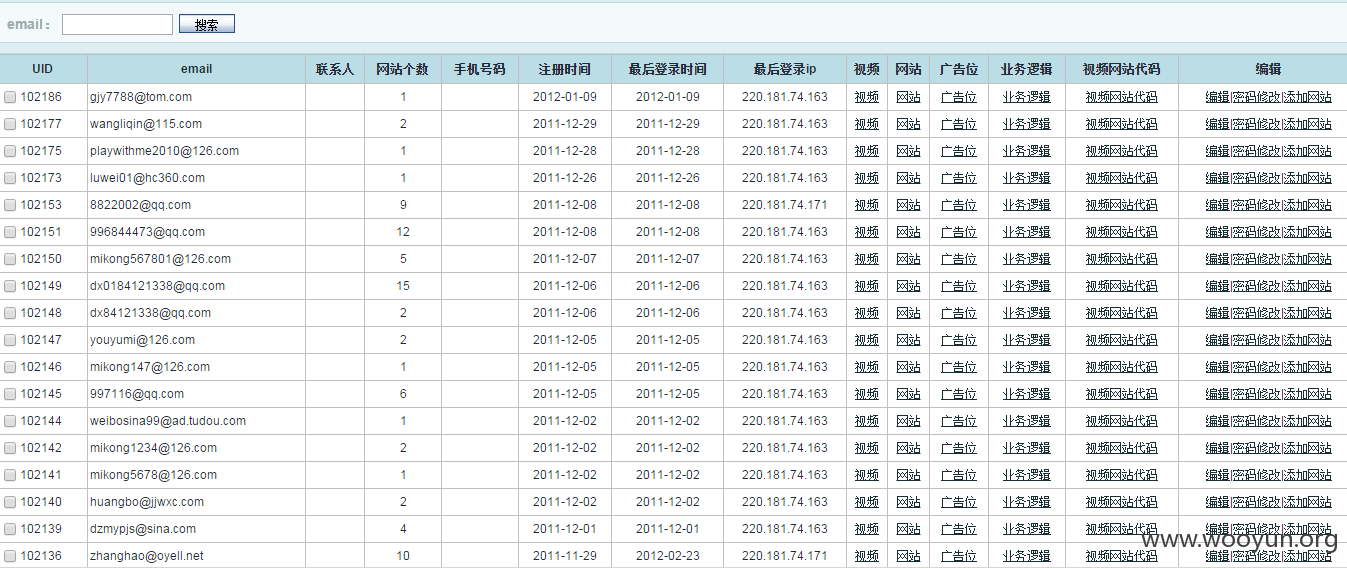 email： 搜索
UID email 联系人 网站个数 手机号码 注册时间 最后登录时间 最后登录ip 视频 网站 广告位 业务逻辑 视频网站代码 编辑
102186 gjy7788@tom.com 1 2012-01-09 2012-01-09 220.181.74.163 视频 网站 广告位 业务逻辑 视频网站代码 编辑|密码修改|添加网站
102177 wangliqin@115.com 2 2011-12-29 2011-12-29 220.181.74.163 视频 网站 广告位 业务逻辑 视频网站代码 编辑|密码修改|添加网站
102175 playwithme2010@126.com 1 2011-12-28 2011-12-28 220.181.74.163 视频 网站 广告位 业务逻辑 视频网站代码 编辑|密码修改|添加网站
102173 luwei01@hc360.com 1 2011-12-26 2011-12-26 220.181.74.163 视频 网站 广告位 业务逻辑 视频网站代码 编辑|密码修改|添加网站
102153 8822002@qq.com 9 2011-12-08 2011-12-08 220.181.74.171 视频 网站 广告位 业务逻辑 视频网站代码 编辑|密码修改|添加网站
102151 996844473@qq.com 12 2011-12-08 2011-12-08 220.181.74.163 视频 网站 广告位 业务逻辑 视频网站代码 编辑|密码修改|添加网站
102150 mikong567801@126.com 5 2011-12-07 2011-12-07 220.181.74.163 视频 网站 广告位 业务逻辑 视频网站代码 编辑|密码修改|添加网站
102149 dx0184121338@qq.com 15 2011-12-06 2011-12-06 220.181.74.163 视频 网站 广告位 业务逻辑 视频网站代码 编辑|密码修改|添加网站
102148 dx84121338@qq.com 2 2011-12-06 2011-12-06 220.181.74.163 视频 网站 广告位 业务逻辑 视频网站代码 编辑|密码修改|添加网站
102147 youyumi@126.com 2 2011-12-05 2011-12-05 220.181.74.163 视频 网站 广告位 业务逻辑 视频网站代码 编辑|密码修改|添加网站
102146 mikong147@126.com 1 2011-12-05 2011-12-05 220.181.74.163 视频 网站 广告位 业务逻辑 视频网站代码 编辑|密码修改|添加网站
102145 997116@qq.com 6 2011-12-05 2011-12-05 220.181.74.163 视频 网站 广告位 业务逻辑 视频网站代码 编辑|密码修改|添加网站
102144 weibosina99@ad.tudou.com 1 2011-12-02 2011-12-02 220.181.74.163 视频 网站 广告位 业务逻辑 视频网站代码 编辑|密码修改|添加网站
102142 mikong1234@126.com 2 2011-12-02 2011-12-02 220.181.74.163 视频 网站 广告位 业务逻辑 视频网站代码 编辑|密码修改|添加网站
102141 mikong5678@126.com 1 2011-12-02 2011-12-02 220.181.74.163 视频 网站 广告位 业务逻辑 视频网站代码 编辑|密码修改|添加网站
102140 huangbo@jjwxc.com 2 2011-12-02 2011-12-02 220.181.74.163 视频 网站 广告位 业务逻辑 视频网站代码 编辑|密码修改|添加网站
102139 dzmypjs@sina.com 4 2011-12-01 2011-12-01 220.181.74.163 视频 网站 广告位 业务逻辑 视频网站代码 编辑|密码修改|添加网站
102136 zhanghao@oyell.net 10 2011-11-29 2012-02-23 220.181.74.171 视频 网站 广告位 业务逻辑 视频网站代码 编辑|密码修改|添加网站
www.wooyun.org